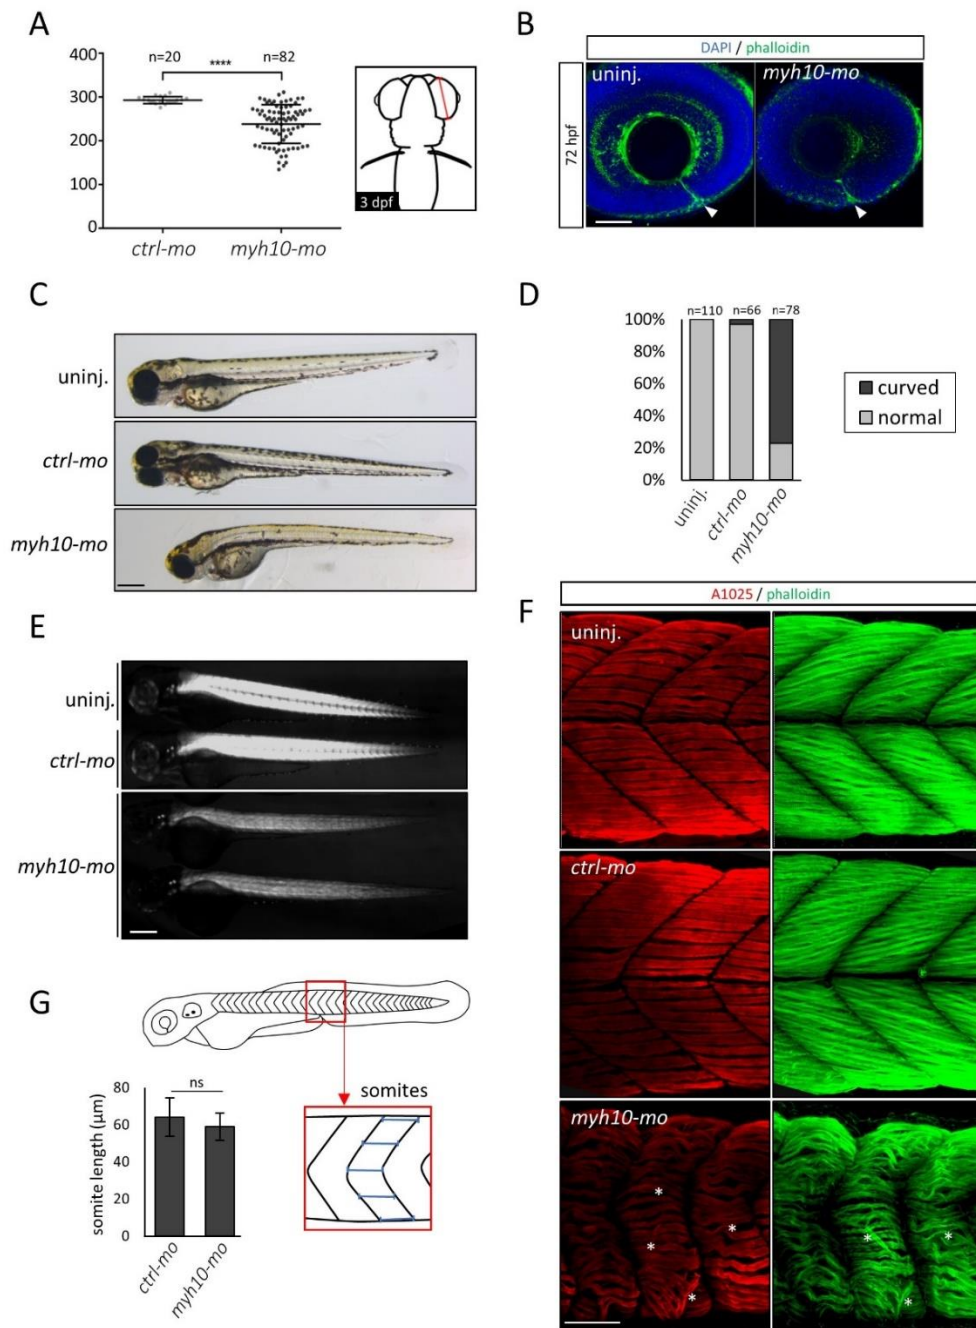 A
n=20
n=82
****
400
300
200
100
0
ctrl-mo
myh10-mo
3 dpf
B
DAPI / phalloidin
uninj.
myh10-mo
72 hpf
C
uninj.
ctrl-mo
myh10-mo
D
n=110
n=66
n=78
100%
80%
60%
40%
20%
0%
uninj.
ctrl-mo
myh10-mo
curved
normal
E
uninj.
ctrl-mo
myh10-mo
F
A1025 / phalloidin
uninj.
ctrl-mo
myh10-mo
*
*
*
*
*
*
*
G
somite length (µm)
80
60
40
20
0
ns
ctrl-mo
myh10-mo
somites